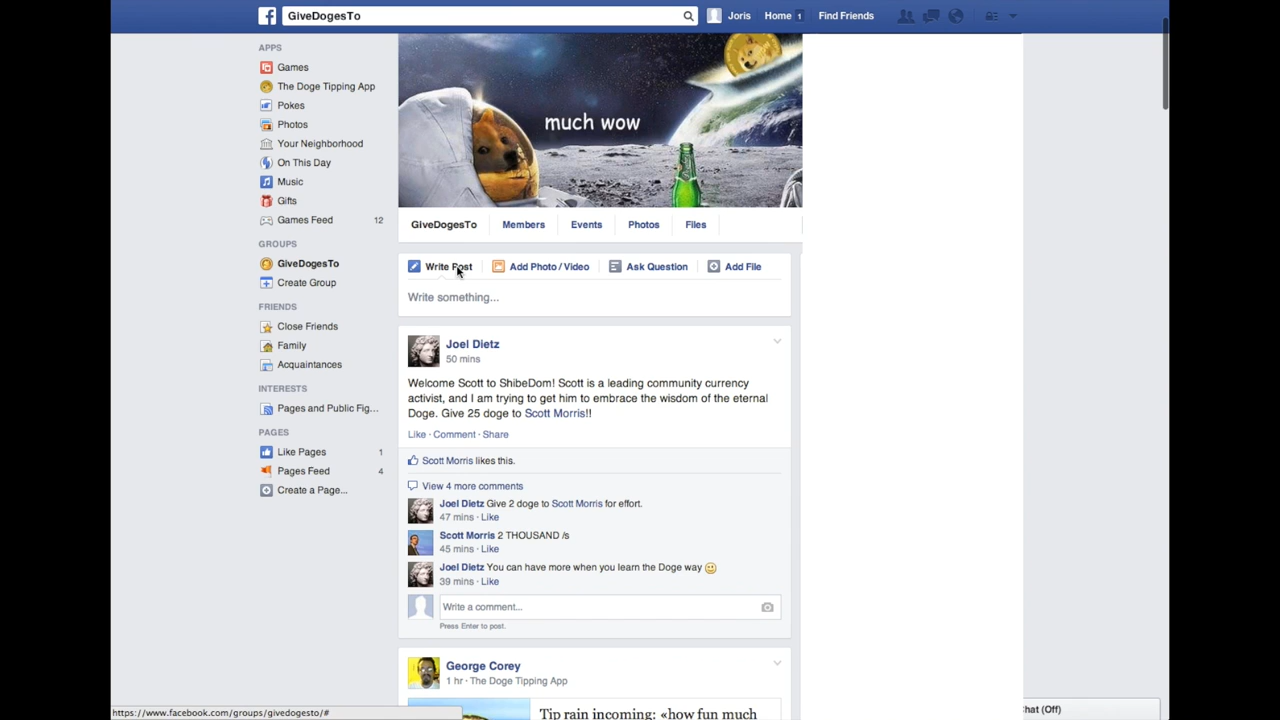 GiveDogesTo
Joris
Home 1
Find Friends
APPS
Games
The Doge Tipping App
Pokes
Photos
Your Neighborhood
On This Day
Music
Gifts
Games Feed 12
GROUPS
GiveDogesTo
Create Group
FRIENDS
Close Friends
Family
Acquaintances
INTERESTS
Pages and Public Fig...
PAGES
Like Pages 1
Pages Feed 4
Create a Page...
much wow
GiveDogesTo Members Events Photos Files
Write Post Add Photo / Video Ask Question Add File
Write something...
Joel Dietz
50 mins
Welcome Scott to ShibeDom! Scott is a leading community currency
activist, and I am trying to get him to embrace the wisdom of the eternal
Doge. Give 25 doge to Scott Morris!!
Like · Comment · Share
Scott Morris likes this.
View 4 more comments
Joel Dietz Give 2 doge to Scott Morris for effort.
47 mins · Like
Scott Morris 2 THOUSAND /s
45 mins · Like
Joel Dietz You can have more when you learn the Doge way
39 mins · Like
Write a comment...
Press Enter to post.
George Corey
1 hr · The Doge Tipping App
Tip rain incoming: «how fun much
https://www.facebook.com/groups/givedogesto/#
hat (Off)